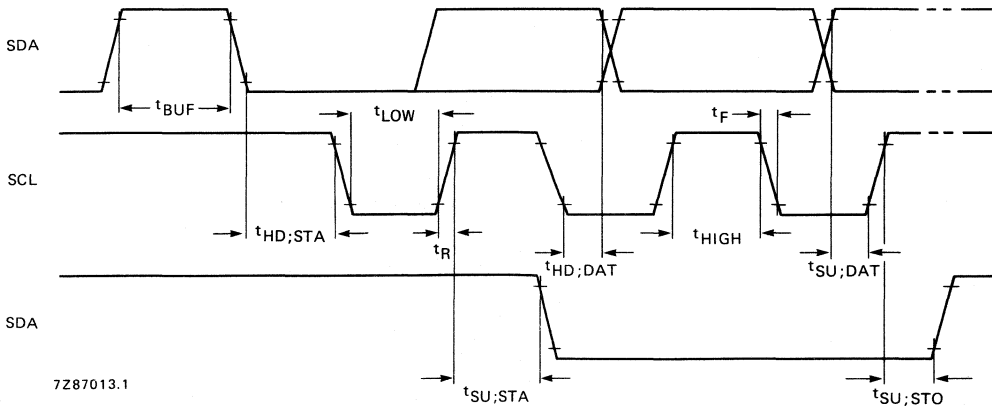 SDA
tBUF
tLOW
tF
SCL
tHD;STA
tR
tHD;DAT
tHIGH
tSU;DAT
SDA
7Z87013.1
tSU;STA
tSU;STO